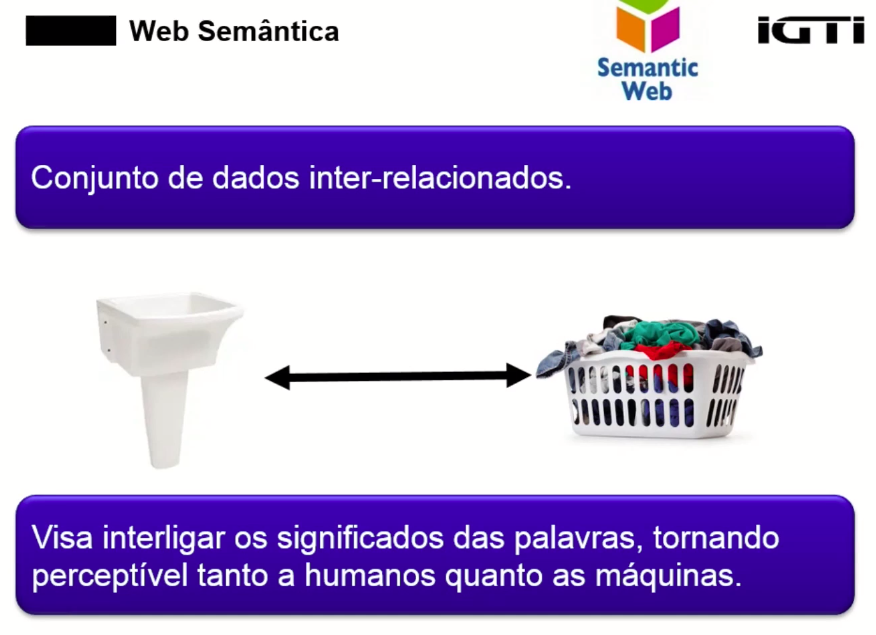 Web Semântica
Semantic
Web
iGTi
Conjunto de dados inter-relacionados.
Visa interligar os significados das palavras, tornando
perceptível tanto a humanos quanto as máquinas.